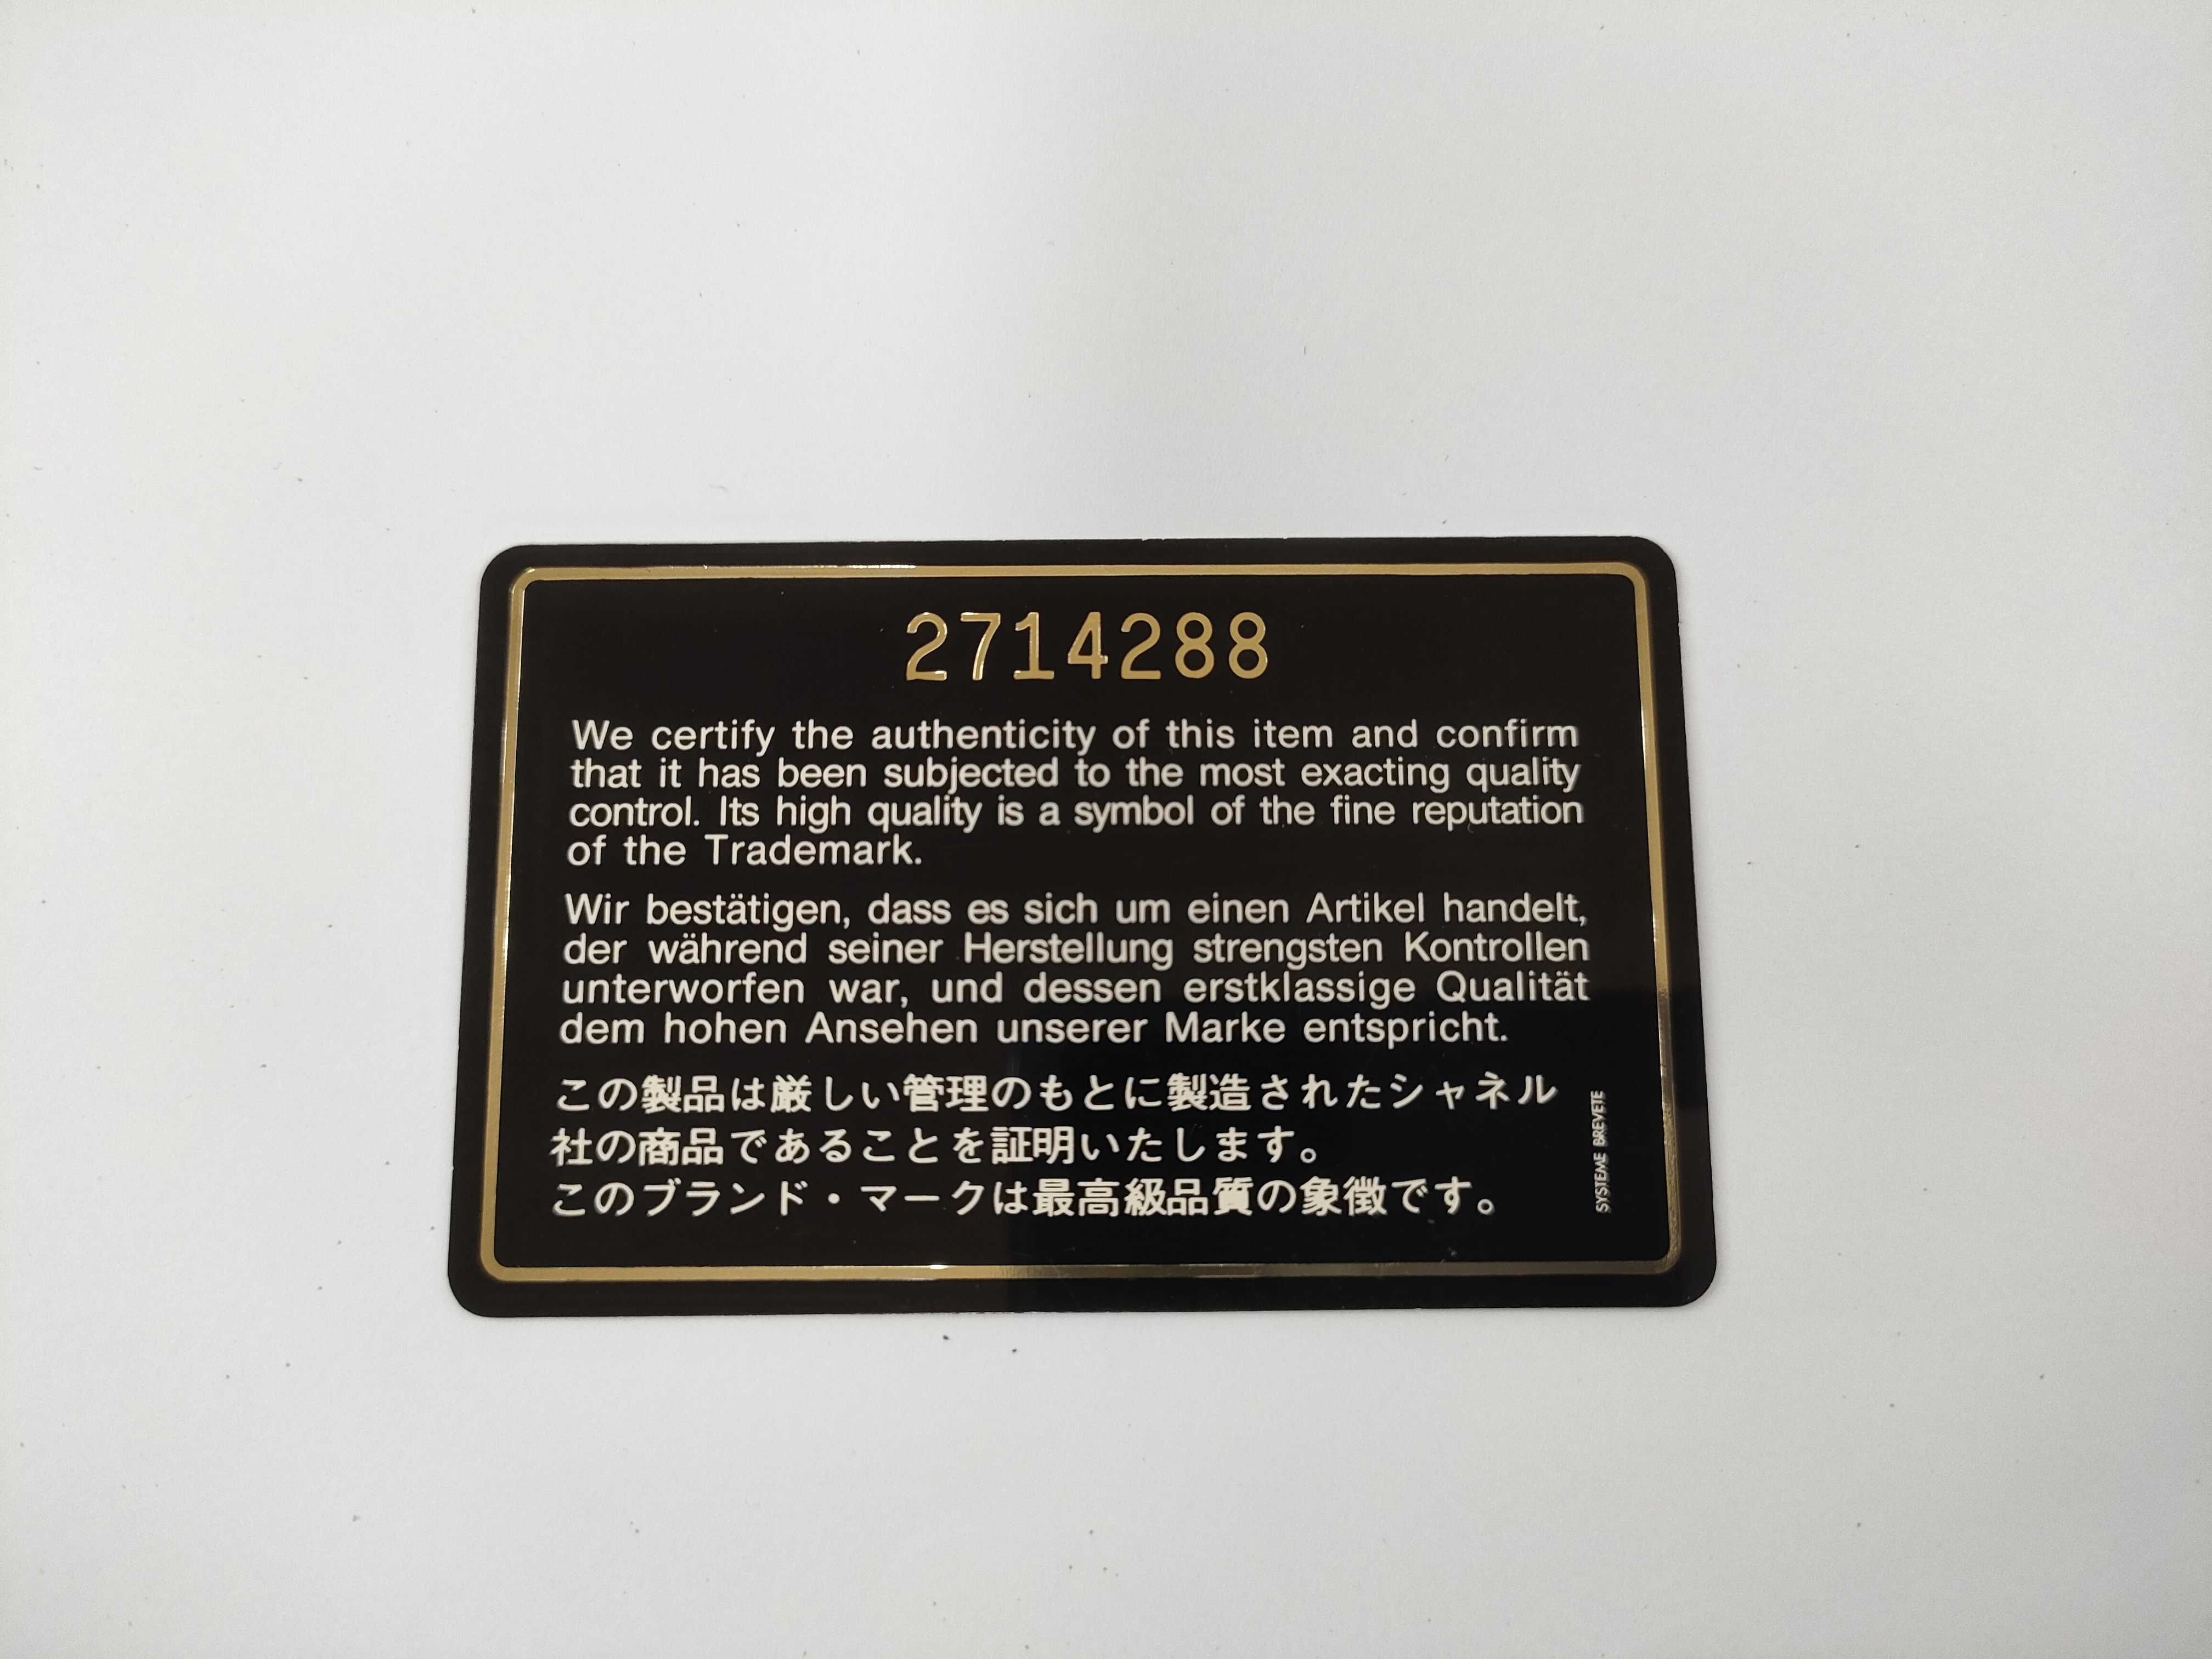 2714288
We certify the authenticity of this item and confirm
that it has been subjected to the most exacting quality
control. Its high quality is a symbol of the fine reputation
of the Trademark.
Wir bestätigen, dass es sich um einen Artikel handelt,
der während seiner Herstellung strengsten Kontrollen
unterworfen war, und dessen erstklassige Qualität
dem hohen Ansehen unserer Marke entspricht.
この製品は厳しい管理のもとに製造されたシャネル
社の商品であることを証明いたします。
このブランド・マークは最高級品質の象徴です。
SYSTEME BREVETE